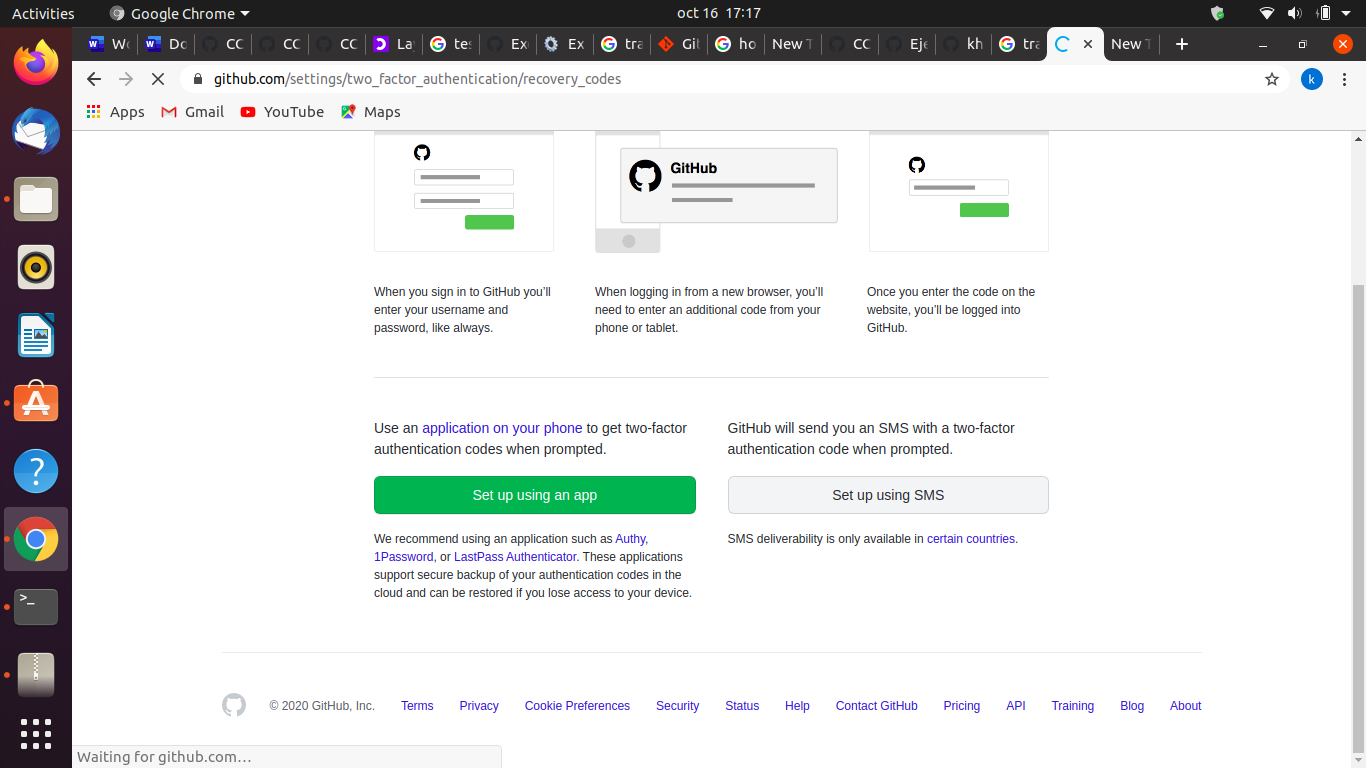 Activities Google Chrome oct 16 17:17
Wo Do CC CC CC La tes Exe Ex tra Git ho New T CC Eje kh tra New T
github.com/settings/two_factor_authentication/recovery_codes k
Apps Gmail YouTube Maps
GitHub
When you sign in to GitHub you’ll
enter your username and
password, like always.
When logging in from a new browser, you’ll
need to enter an additional code from your
phone or tablet.
Once you enter the code on the
website, you’ll be logged into
GitHub.
Use an application on your phone to get two-factor
authentication codes when prompted.
Set up using an app
We recommend using an application such as Authy,
1Password, or LastPass Authenticator. These applications
support secure backup of your authentication codes in the
cloud and can be restored if you lose access to your device.
GitHub will send you an SMS with a two-factor
authentication code when prompted.
Set up using SMS
SMS deliverability is only available in certain countries.
© 2020 GitHub, Inc. Terms Privacy Cookie Preferences Security Status Help Contact GitHub Pricing API Training Blog About
Waiting for github.com…